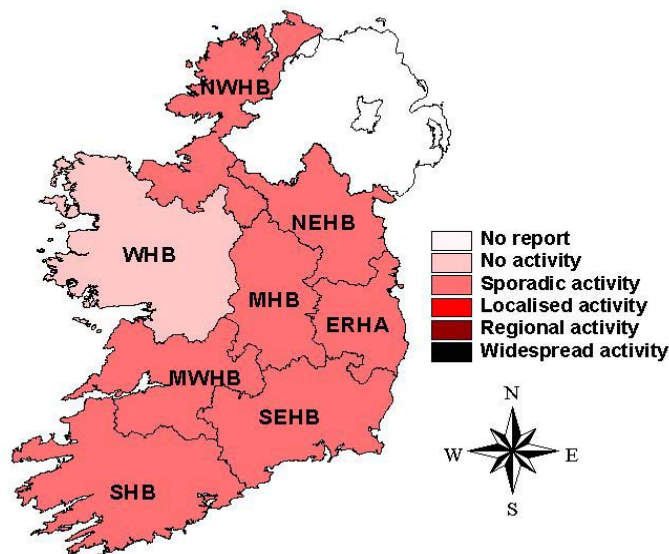 NWHB
NEHB
WHB
MHB
ERHA
MWHB
SEHB
SHB
No report
No activity
Sporadic activity
Localised activity
Regional activity
Widespread activity
N
W E
S